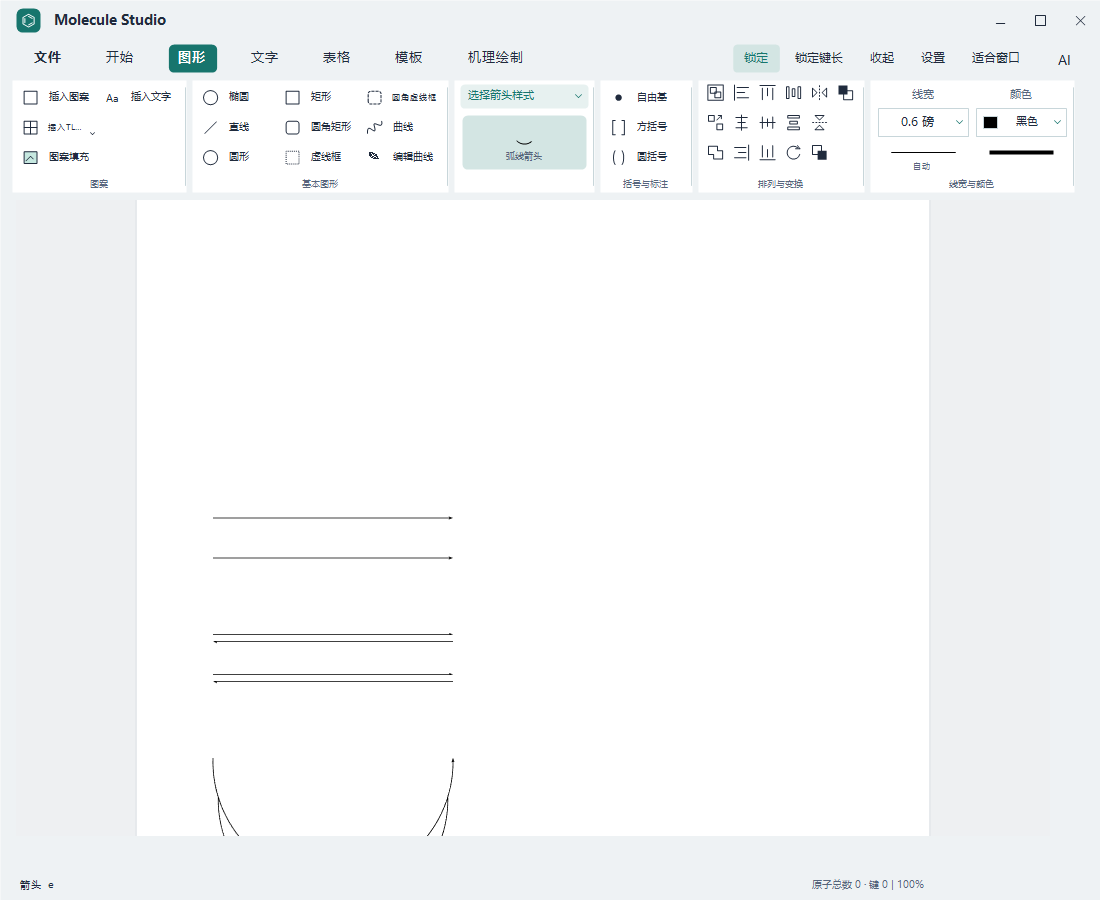 Molecule Studio
文件 开始 图形 文字 表格 模板 机理绘制 锁定 锁定键长 收起 设置 适合窗口 AI
插入图案 Aa 插入文字
插入TL...
图案填充
图案
椭圆 矩形 圆角虚线框
直线 圆角矩形 曲线
圆形 虚线框 编辑曲线
基本图形
选择箭头样式
弧线箭头
自由基
[ ] 方括号
( ) 圆括号
括号与标注
排列与变换
线宽 颜色
0.6 磅 黑色
自动
线宽与颜色
箭头 e
原子总数 0 · 键 0 | 100%